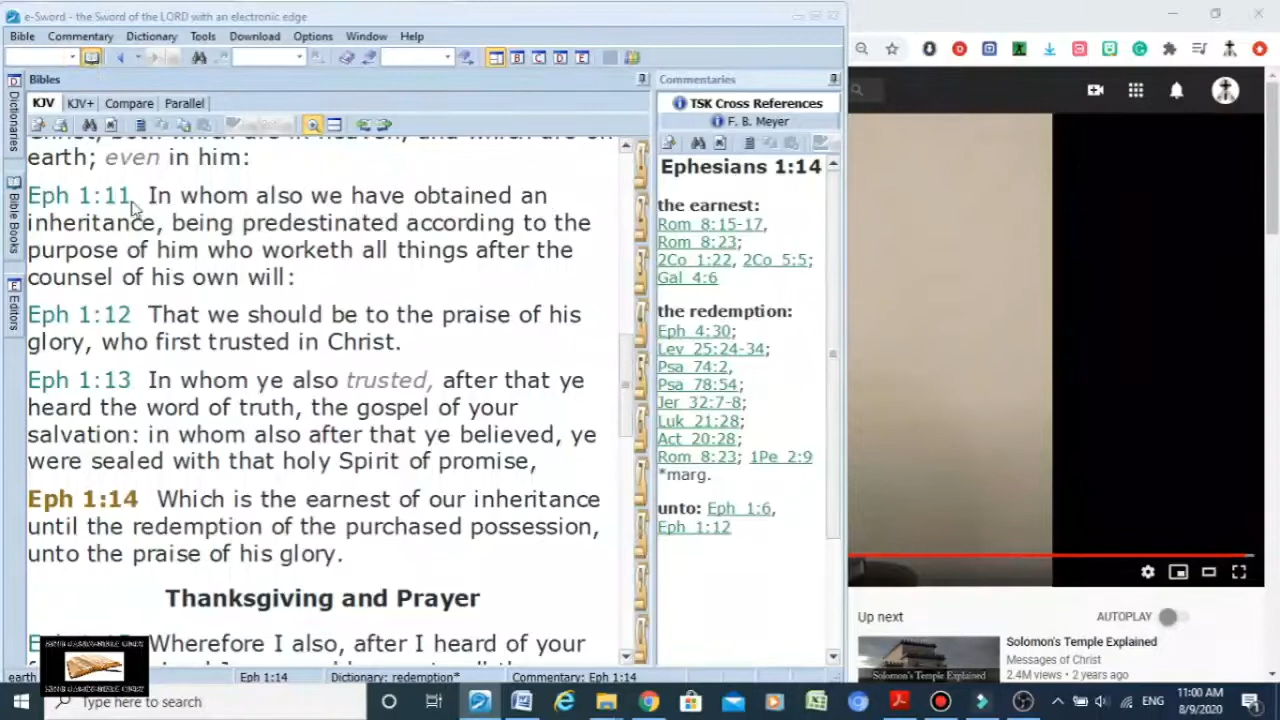 e-Sword - the Sword of the LORD with an electronic edge
Bible Commentary Dictionary Tools Download Options Window Help
B C D E
Bibles
KJV KJV+ Compare Parallel
D Dictionaries
Bible Books
E Editors
earth; even in him:
Eph 1:11 In whom also we have obtained an
inheritance, being predestinated according to the
purpose of him who worketh all things after the
counsel of his own will:
Eph 1:12 That we should be to the praise of his
glory, who first trusted in Christ.
Eph 1:13 In whom ye also trusted, after that ye
heard the word of truth, the gospel of your
salvation: in whom also after that ye believed, ye
were sealed with that holy Spirit of promise,
Eph 1:14 Which is the earnest of our inheritance
until the redemption of the purchased possession,
unto the praise of his glory.
Thanksgiving and Prayer
Wherefore I also, after I heard of your
Commentaries
TSK Cross References
F. B. Meyer
Ephesians 1:14
the earnest:
Rom 8:15-17,
Rom 8:23;
2Co 1:22, 2Co 5:5;
Gal 4:6
the redemption:
Eph 4:30;
Lev 25:24-34;
Psa 74:2,
Psa 78:54;
Jer 32:7-8;
Luk 21:28;
Act 20:28;
Rom 8:23; 1Pe 2:9
*marg.
unto: Eph 1:6,
Eph 1:12
earth Eph 1:14 Dictionary: redemption* Commentary: Eph 1:14
Up next AUTOPLAY
Solomon's Temple Explained
Solomon's Temple Explained
Messages of Christ
2.4M views • 2 years ago
Type here to search
ENG
11:00 AM
8/9/2020